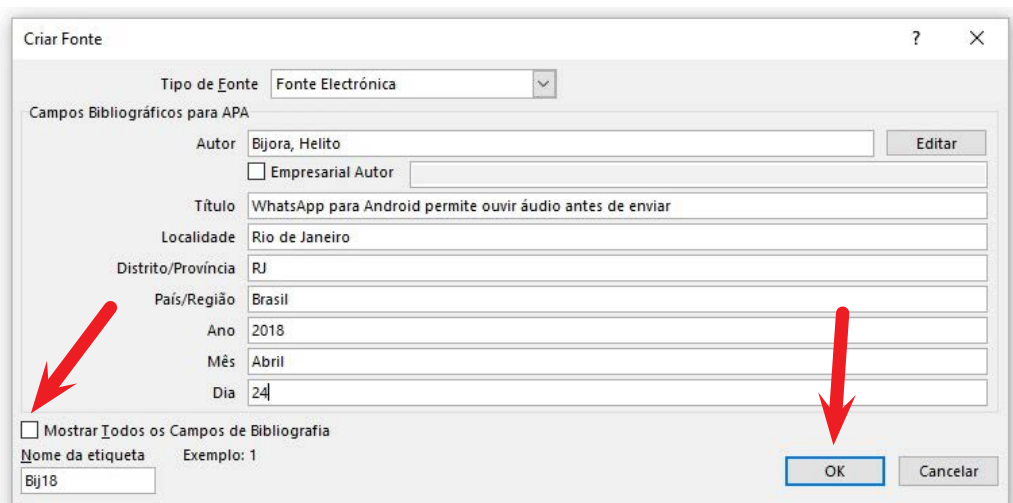 Criar Fonte ?
Tipo de Fonte Fonte Electrónica
Campos Bibliográficos para APA
Autor Bijora, Helito Editar
Empresarial Autor
Título WhatsApp para Android permite ouvir áudio antes de enviar
Localidade Rio de Janeiro
Distrito/Província RJ
País/Região Brasil
Ano 2018
Mês Abril
Dia 24
Mostrar Todos os Campos de Bibliografia
Nome da etiqueta Exemplo: 1
Bij18
OK Cancelar